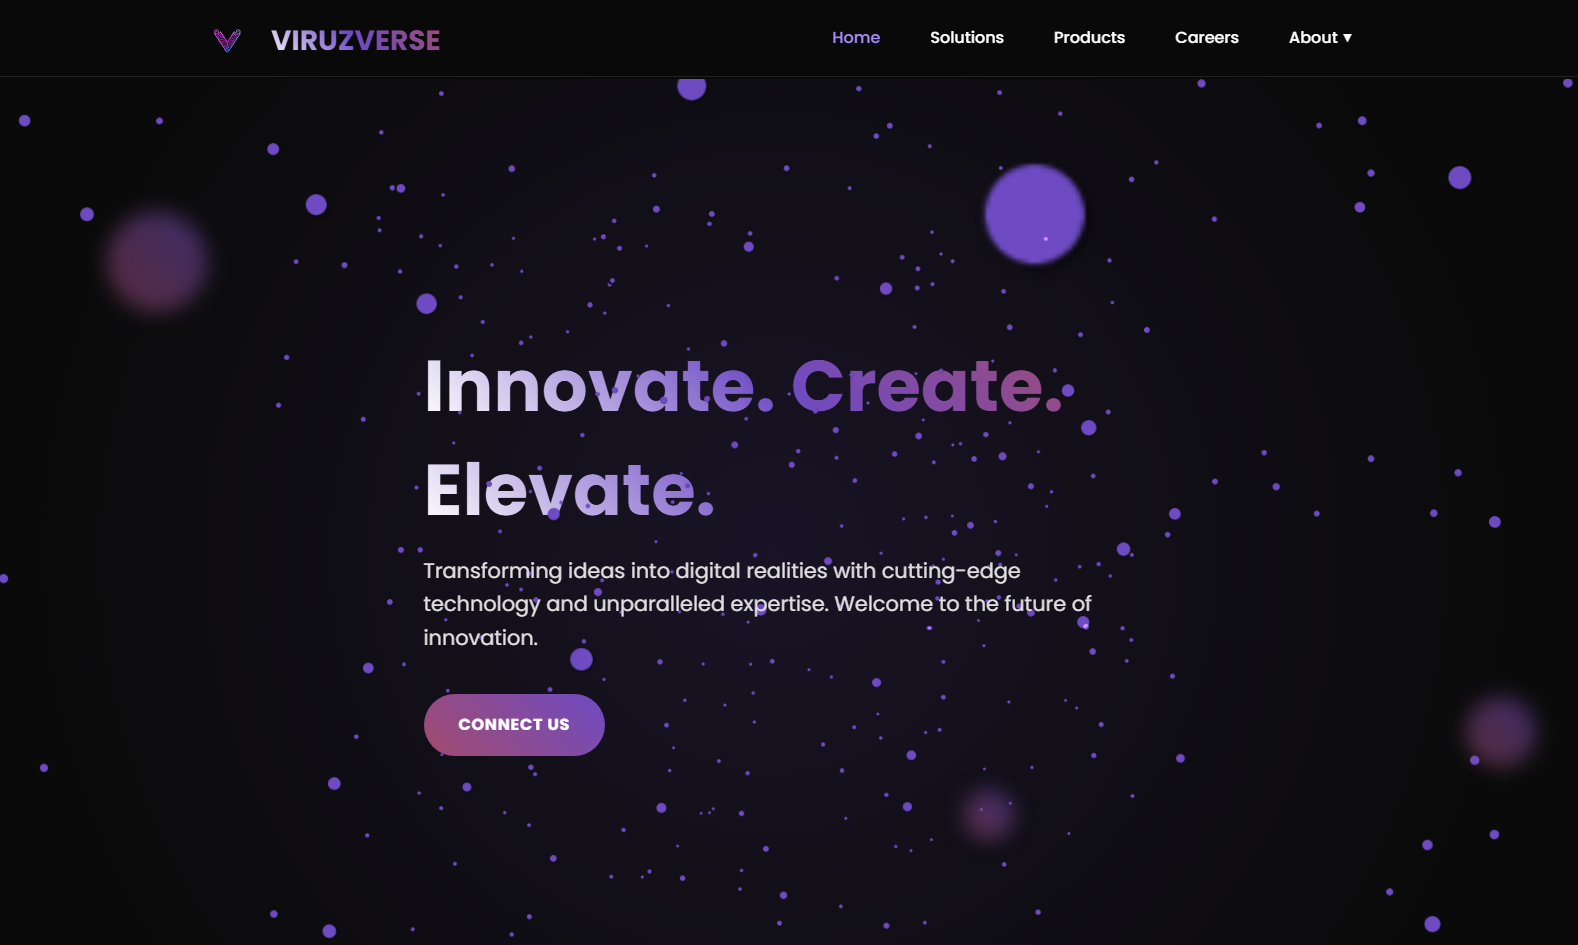 VIRUZVERSE
Home Solutions Products Careers About ▼
Innovate. Create.
Elevate.
Transforming ideas into digital realities with cutting-edge
technology and unparalleled expertise. Welcome to the future of
innovation.
CONNECT US